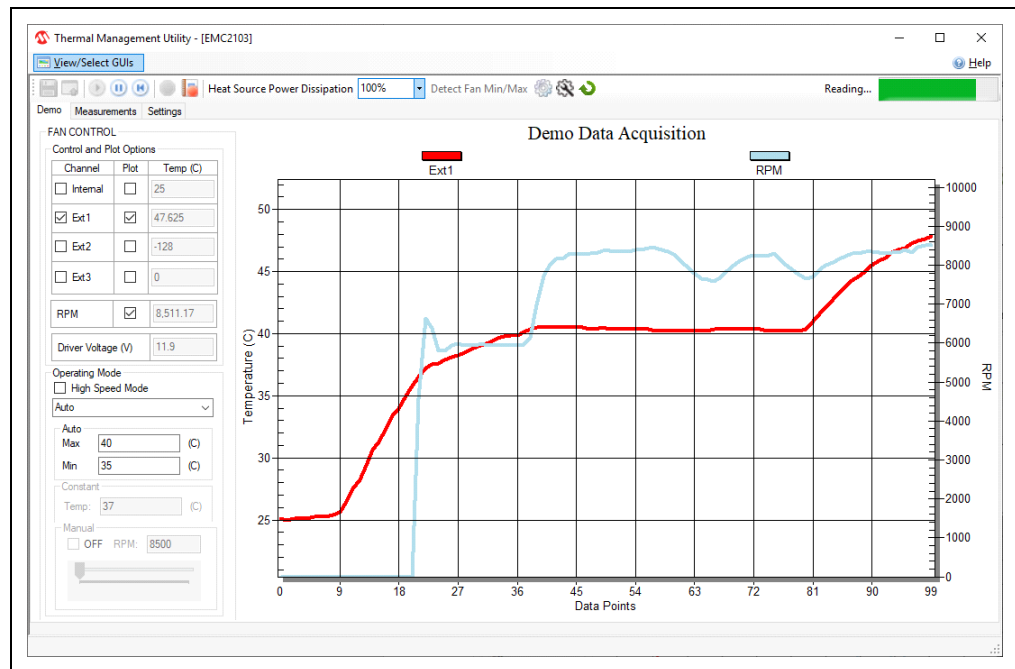 Thermal Management Utility - [EMC2103]
View/Select GUIs
Help
Heat Source Power Dissipation 100% Detect Fan Min/Max Reading...
Demo Measurements Settings
FAN CONTROL
Control and Plot Options
Channel Plot Temp (C)
Internal 25
Ext1 47.625
Ext2 -128
Ext3 0
RPM 8,511.17
Driver Voltage (V) 11.9
Operating Mode
High Speed Mode
Auto
Auto
Max 40 (C)
Min 35 (C)
Constant
Temp: 37 (C)
Manual
OFF RPM: 8500
Demo Data Acquisition
Ext1 RPM
Temperature (C)
50
45
40
35
30
25
10000
9000
8000
7000
6000
5000
4000
3000
2000
1000
0
RPM
0 9 18 27 36 45 54 63 72 81 90 99
Data Points